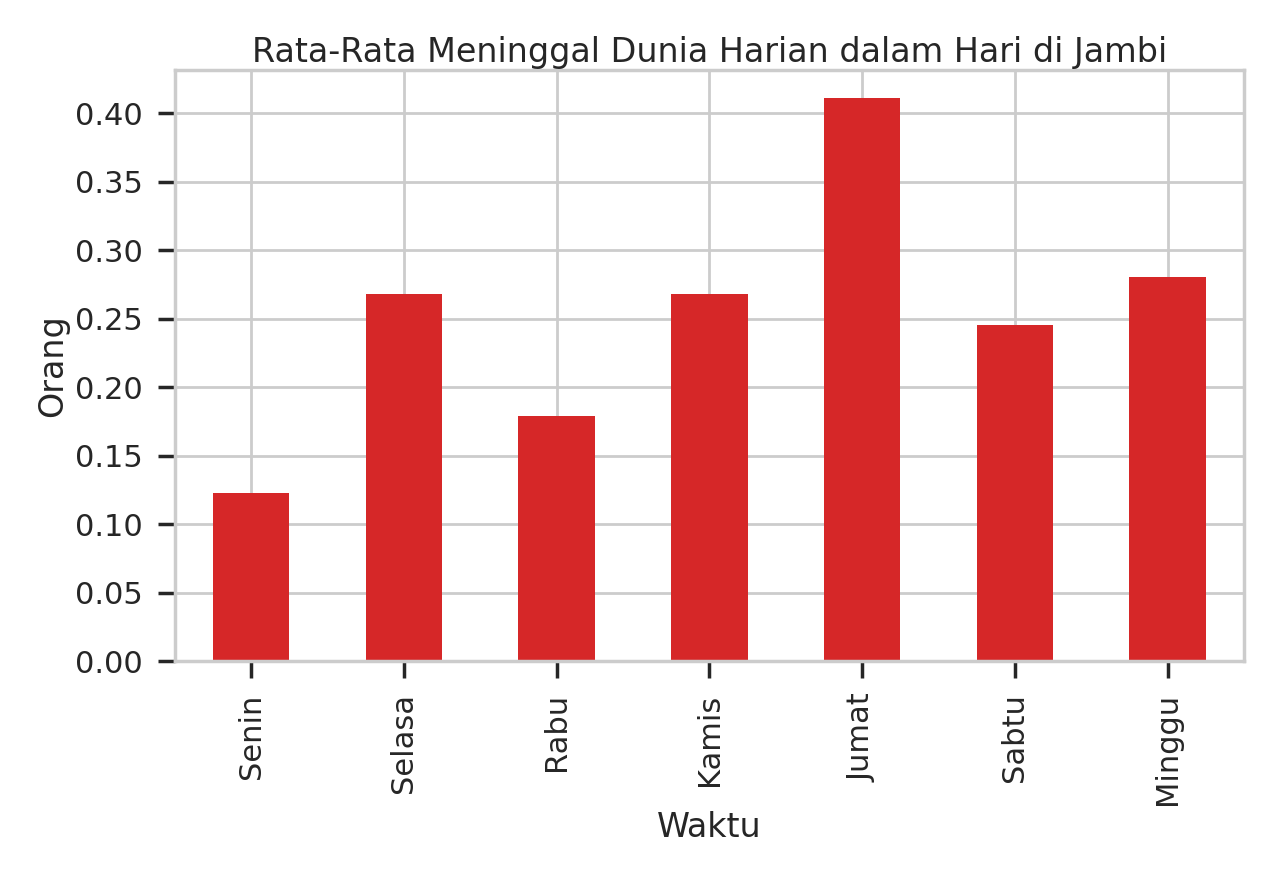 Rata-Rata Meninggal Dunia Harian dalam Hari di Jambi
0.40
0.35
0.30
0.25
0.20
0.15
0.10
0.05
0.00
Orang
Senin
Selasa
Rabu
Kamis
Jumat
Sabtu
Minggu
Waktu